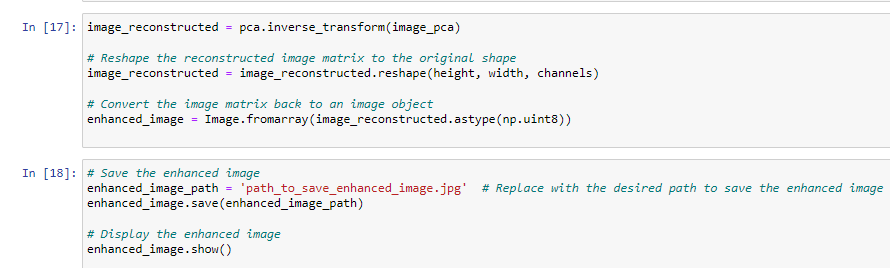 In [17]: image_reconstructed = pca.inverse_transform(image_pca)
# Reshape the reconstructed image matrix to the original shape
image_reconstructed = image_reconstructed.reshape(height, width, channels)
# Convert the image matrix back to an image object
enhanced_image = Image.fromarray(image_reconstructed.astype(np.uint8))
In [18]: # Save the enhanced image
enhanced_image_path = 'path_to_save_enhanced_image.jpg'  # Replace with the desired path to save the enhanced image
enhanced_image.save(enhanced_image_path)
# Display the enhanced image
enhanced_image.show()